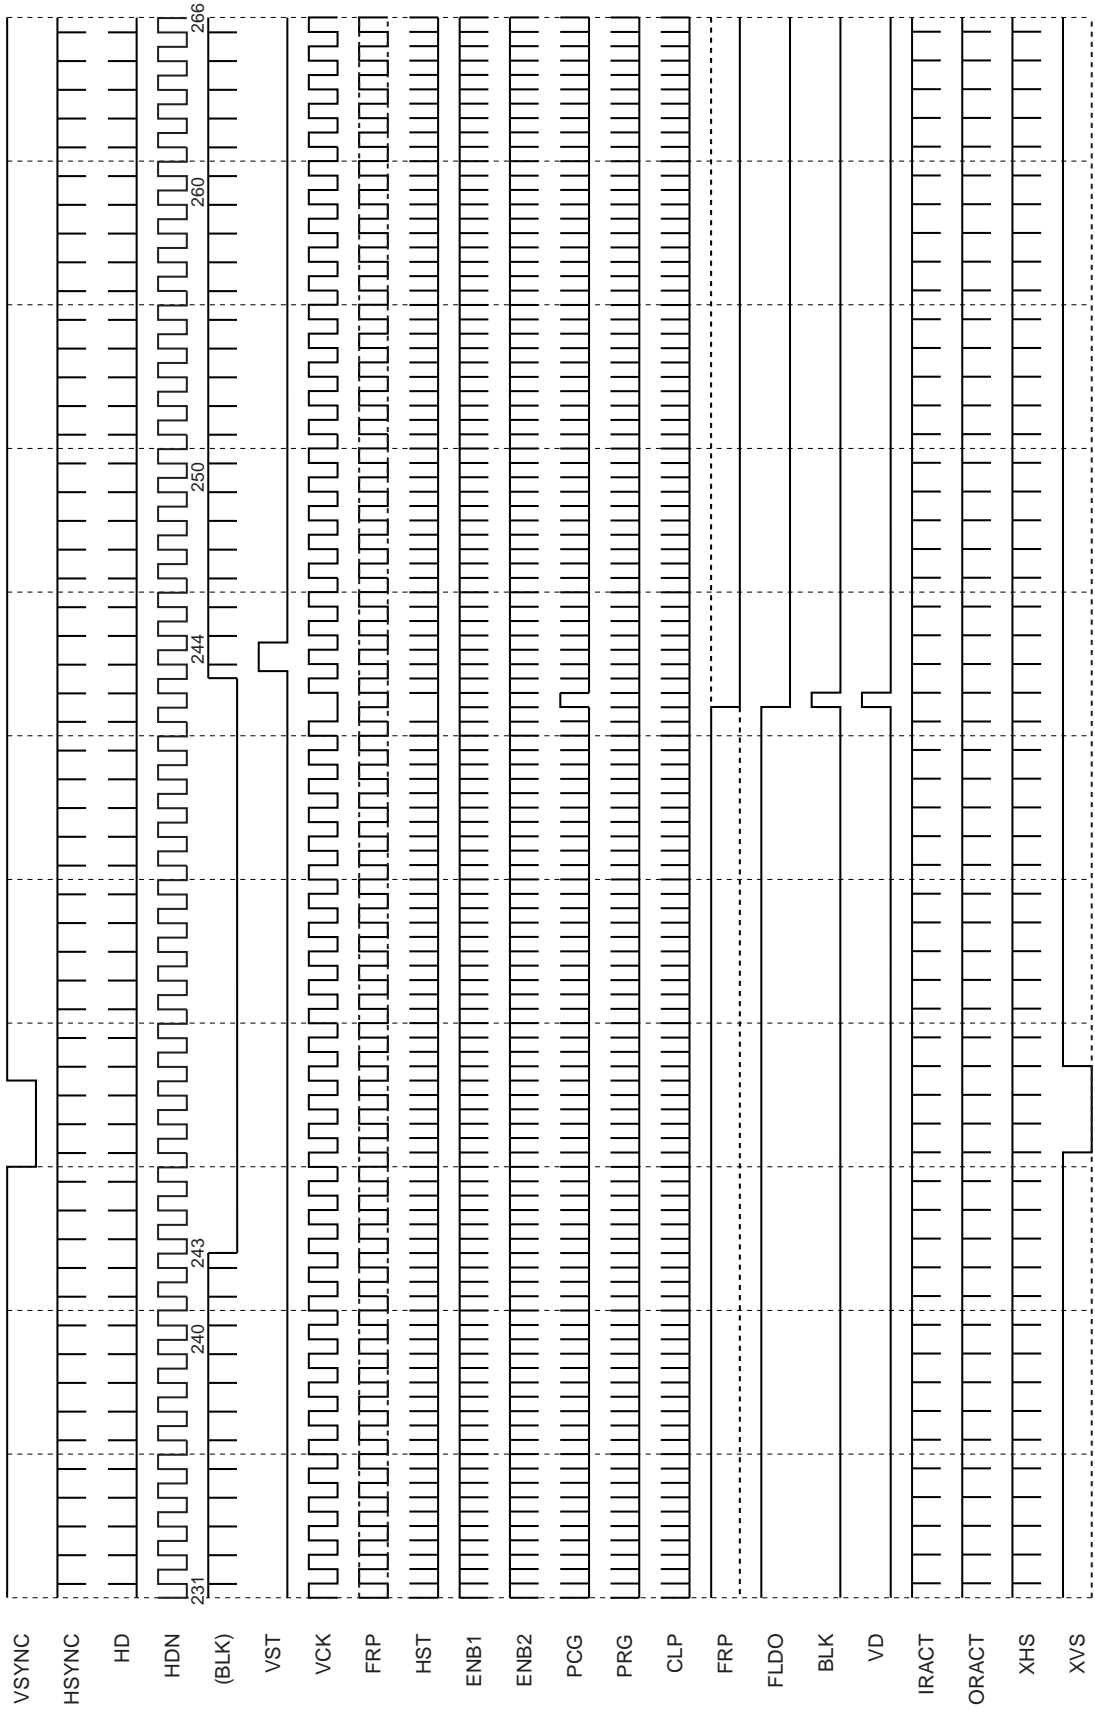 VSYNC
HSYNC
HD
HDN
231
240
243
244
250
260
266
(BLK)
VST
VCK
FRP
HST
ENB1
ENB2
PCG
PRG
CLP
FRP
FLDO
BLK
VD
IRACT
ORACT
XHS
XVS